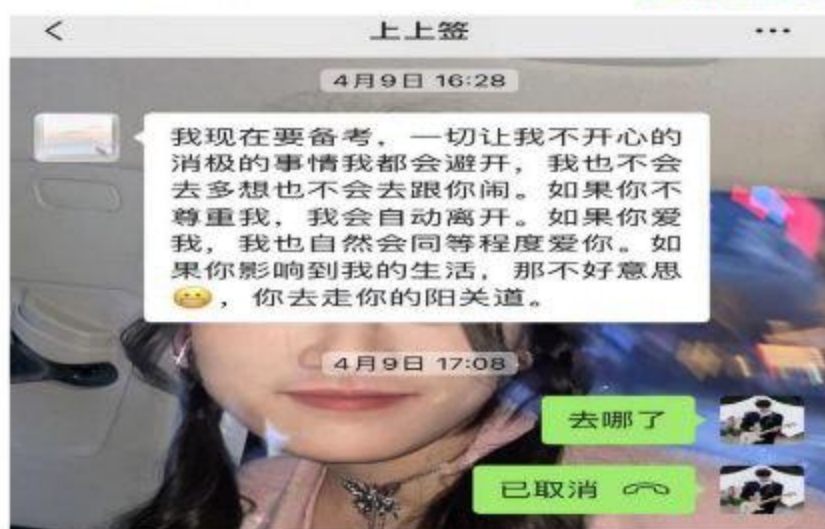 上上签
4月9日 16:28
我现在要备考，一切让我不开心的
消极的事情我都会避开，我也不会
去多想也不会去跟你闹。如果你不
尊重我，我会自动离开。如果你爱
我，我也自然会同等程度爱你。如
果你影响到我的生活，那不好意思
😬，你去走你的阳关道。
4月9日 17:08
去哪了
已取消